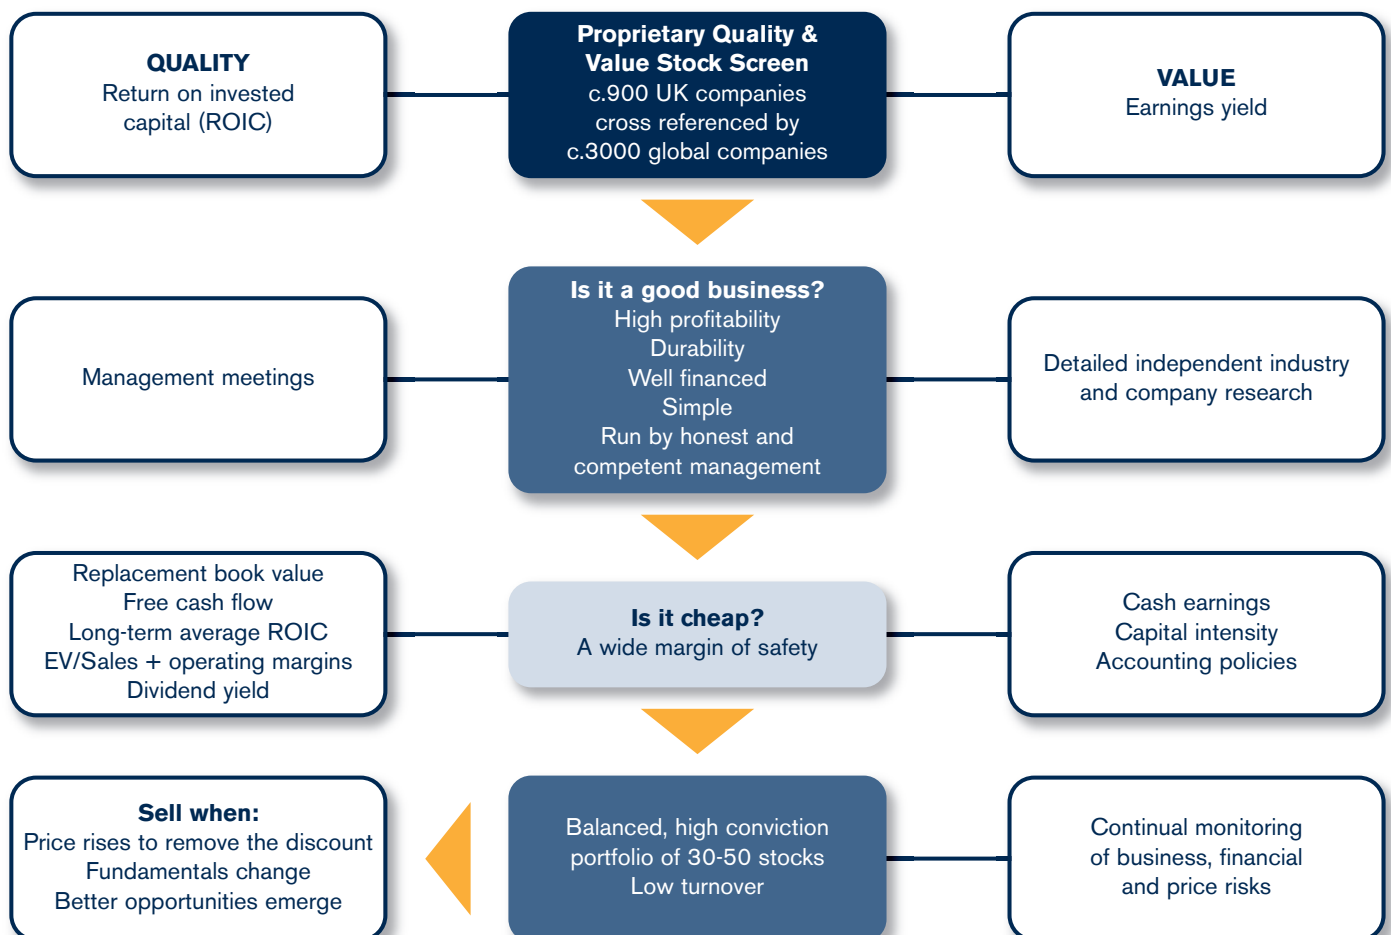 QUALITY
Return on invested
capital (ROIC)
Proprietary Quality &
Value Stock Screen
c.900 UK companies
cross referenced by
c.3000 global companies
VALUE
Earnings yield
Management meetings
Is it a good business?
High profitability
Durability
Well financed
Simple
Run by honest and
competent management
Detailed independent industry
and company research
Replacement book value
Free cash flow
Long-term average ROIC
EV/Sales + operating margins
Dividend yield
Is it cheap?
A wide margin of safety
Cash earnings
Capital intensity
Accounting policies
Sell when:
Price rises to remove the discount
Fundamentals change
Better opportunities emerge
Balanced, high conviction
portfolio of 30-50 stocks
Low turnover
Continual monitoring
of business, financial
and price risks